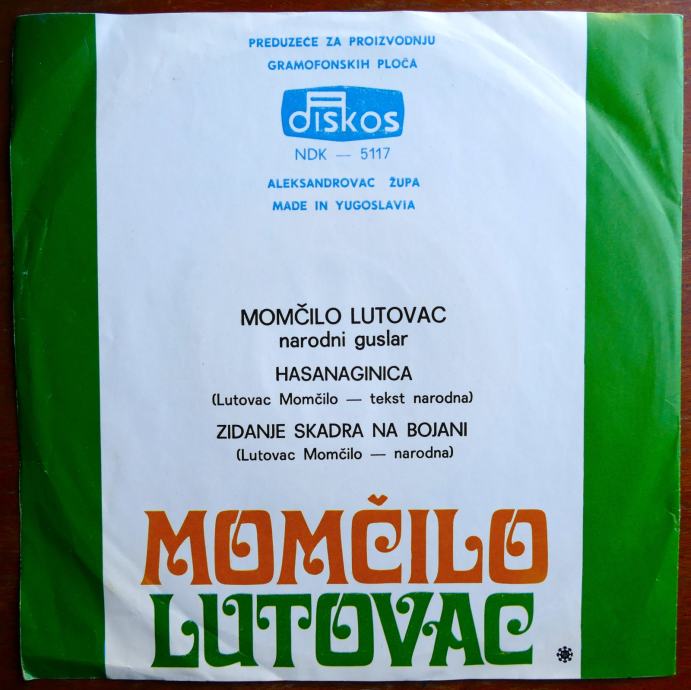 PREDUZEĆE ZA PROIZVODNJU
GRAMOFONSKIH PLOČA
diskos
NDK — 5117
ALEKSANDROVAC ŽUPA
MADE IN YUGOSLAVIA
MOMČILO LUTOVAC
narodni guslar
HASANAGINICA
(Lutovac Momčilo — tekst narodna)
ZIDANJE SKADRA NA BOJANI
(Lutovac Momčilo — narodna)
MOMČILO
LUTOVAC